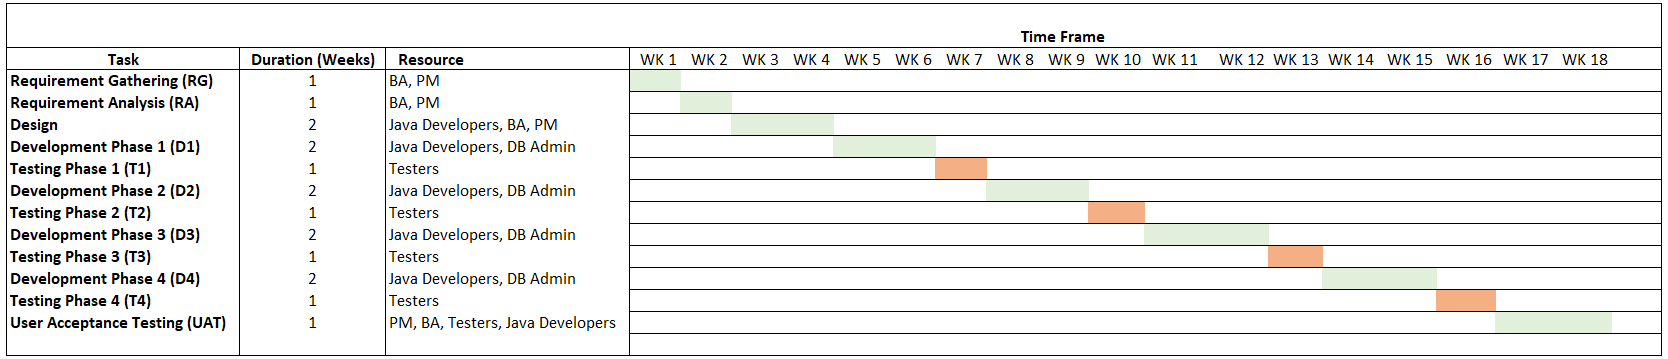 Time Frame
Task Duration (Weeks) Resource WK 1 WK 2 WK 3 WK 4 WK 5 WK 6 WK 7 WK 8 WK 9 WK 10 WK 11 WK 12 WK 13 WK 14 WK 15 WK 16 WK 17 WK 18
Requirement Gathering (RG) 1 BA, PM
Requirement Analysis (RA) 1 BA, PM
Design 2 Java Developers, BA, PM
Development Phase 1 (D1) 2 Java Developers, DB Admin
Testing Phase 1 (T1) 1 Testers
Development Phase 2 (D2) 2 Java Developers, DB Admin
Testing Phase 2 (T2) 1 Testers
Development Phase 3 (D3) 2 Java Developers, DB Admin
Testing Phase 3 (T3) 1 Testers
Development Phase 4 (D4) 2 Java Developers, DB Admin
Testing Phase 4 (T4) 1 Testers
User Acceptance Testing (UAT) 1 PM, BA, Testers, Java Developers